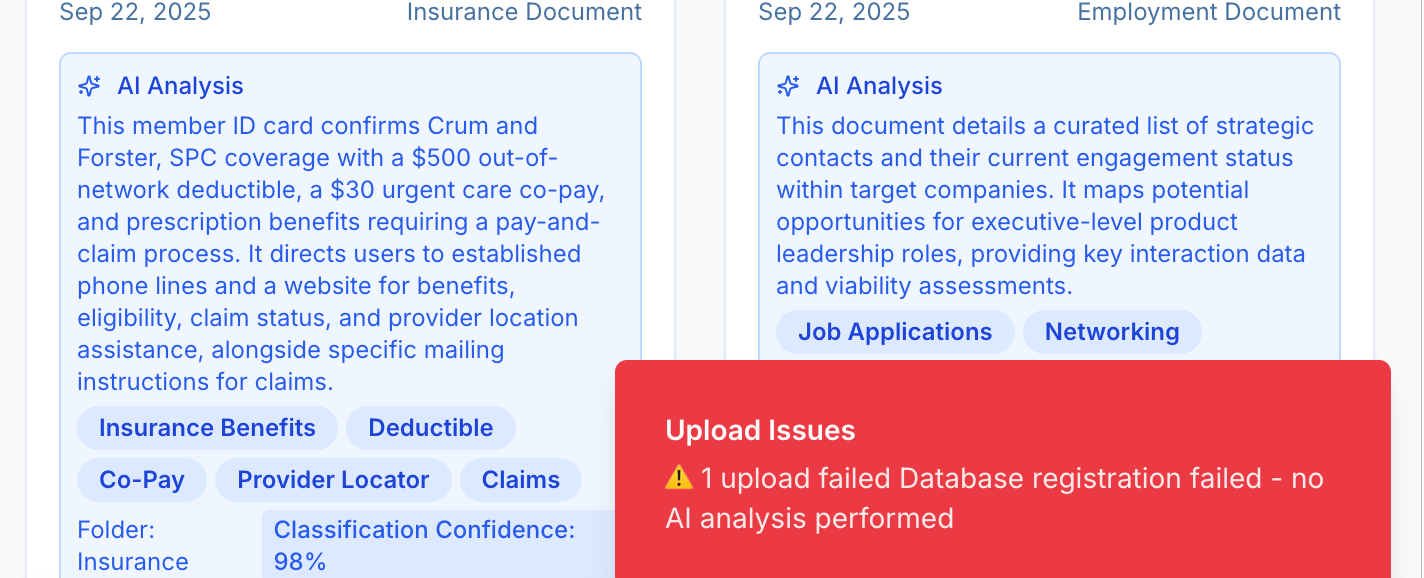 Sep 22, 2025
Insurance Document
AI Analysis
This member ID card confirms Crum and
Forster, SPC coverage with a $500 out-of-
network deductible, a $30 urgent care co-pay,
and prescription benefits requiring a pay-and-
claim process. It directs users to established
phone lines and a website for benefits,
eligibility, claim status, and provider location
assistance, alongside specific mailing
instructions for claims.
Insurance Benefits
Deductible
Co-Pay
Provider Locator
Claims
Folder:
Insurance
Classification Confidence:
98%
Sep 22, 2025
Employment Document
AI Analysis
This document details a curated list of strategic
contacts and their current engagement status
within target companies. It maps potential
opportunities for executive-level product
leadership roles, providing key interaction data
and viability assessments.
Job Applications
Networking
Upload Issues
⚠️ 1 upload failed Database registration failed - no
AI analysis performed